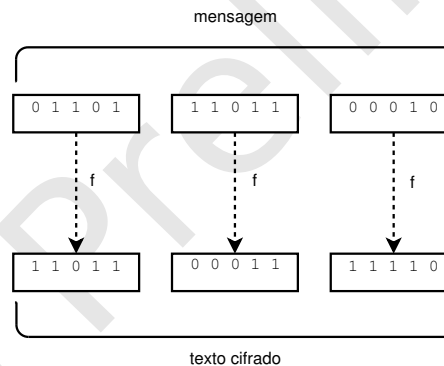 mensagem
0 1 1 0 1 1 1 0 1 1 0 0 0 1 0
f f f
1 1 0 1 1 0 0 0 1 1 1 1 1 1 0
texto cifrado